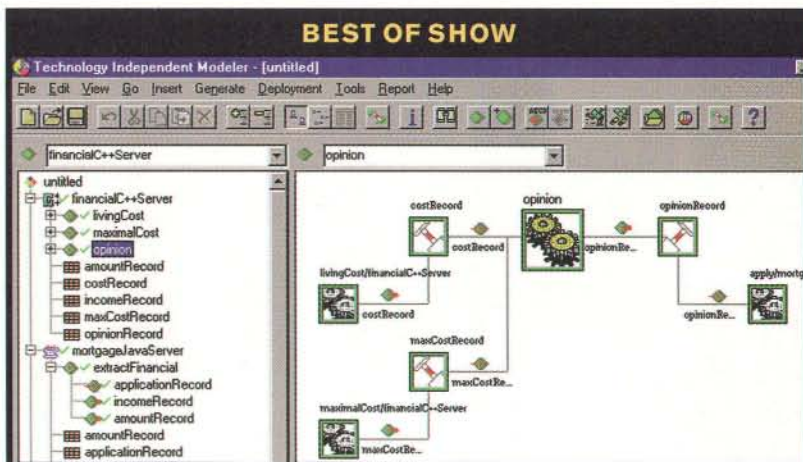 BEST OF SHOW
Technology Independent Modeler - [untitled]
File Edit View Go Insert Generate Deployment Tools Report Help
financialC++Server
opinion
untitled
financialC++Server
livingCost
maximalCost
opinion
amountRecord
costRecord
incomeRecord
maxCostRecord
opinionRecord
mortgageJavaServer
extractFinancial
applicationRecord
incomeRecord
amountRecord
amountRecord
applicationRecord
costRecord
opinion
opinionRecord
costRecord
opinionRe...
livingCost/financialC++Server
apply/mortg
costRecord
opinionRe...
maxCostRecord
maxCostRe...
maximalCost/financialC++Server
maxCostRe...